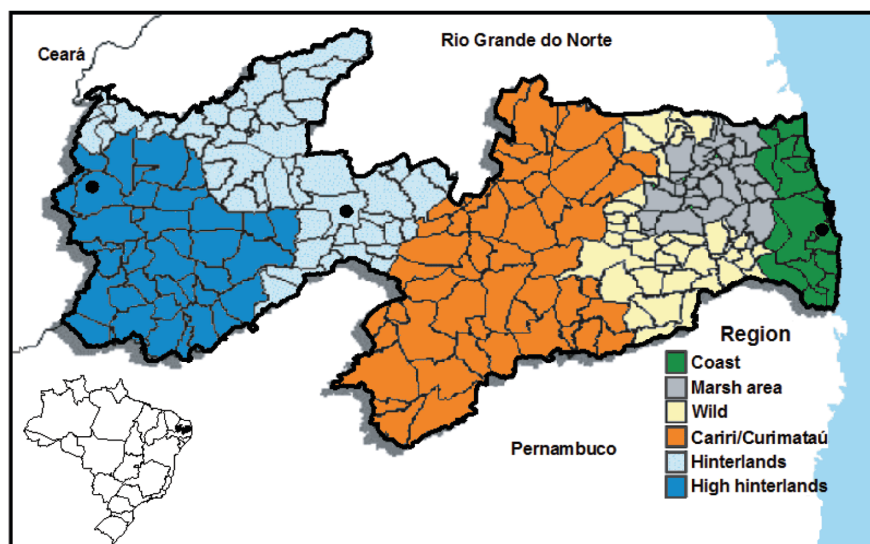 Ceará
Rio Grande do Norte
Region
Coast
Marsh area
Wild
Cariri/Curimataú
Hinterlands
High hinterlands
Pernambuco